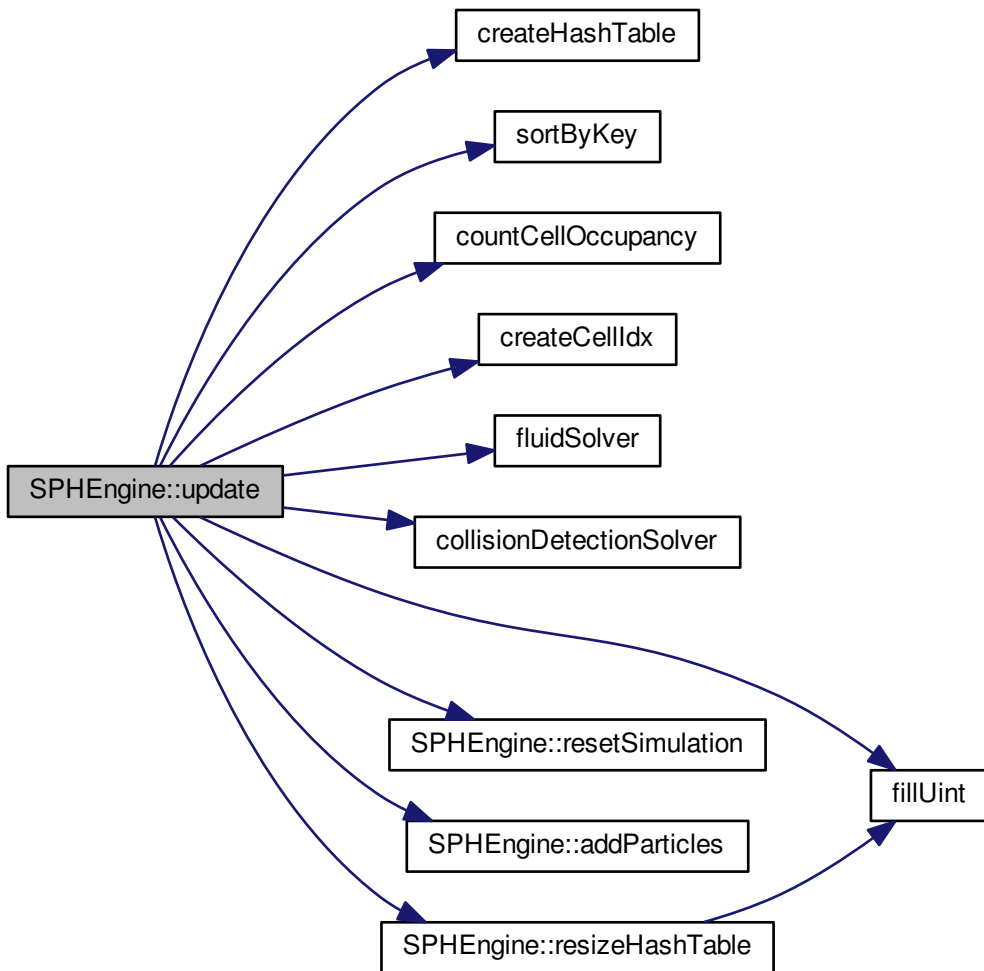 createHashTable
sortByKey
countCellOccupancy
createCellIdx
fluidSolver
SPHEngine::update
collisionDetectionSolver
SPHEngine::resetSimulation
fillUint
SPHEngine::addParticles
SPHEngine::resizeHashTable